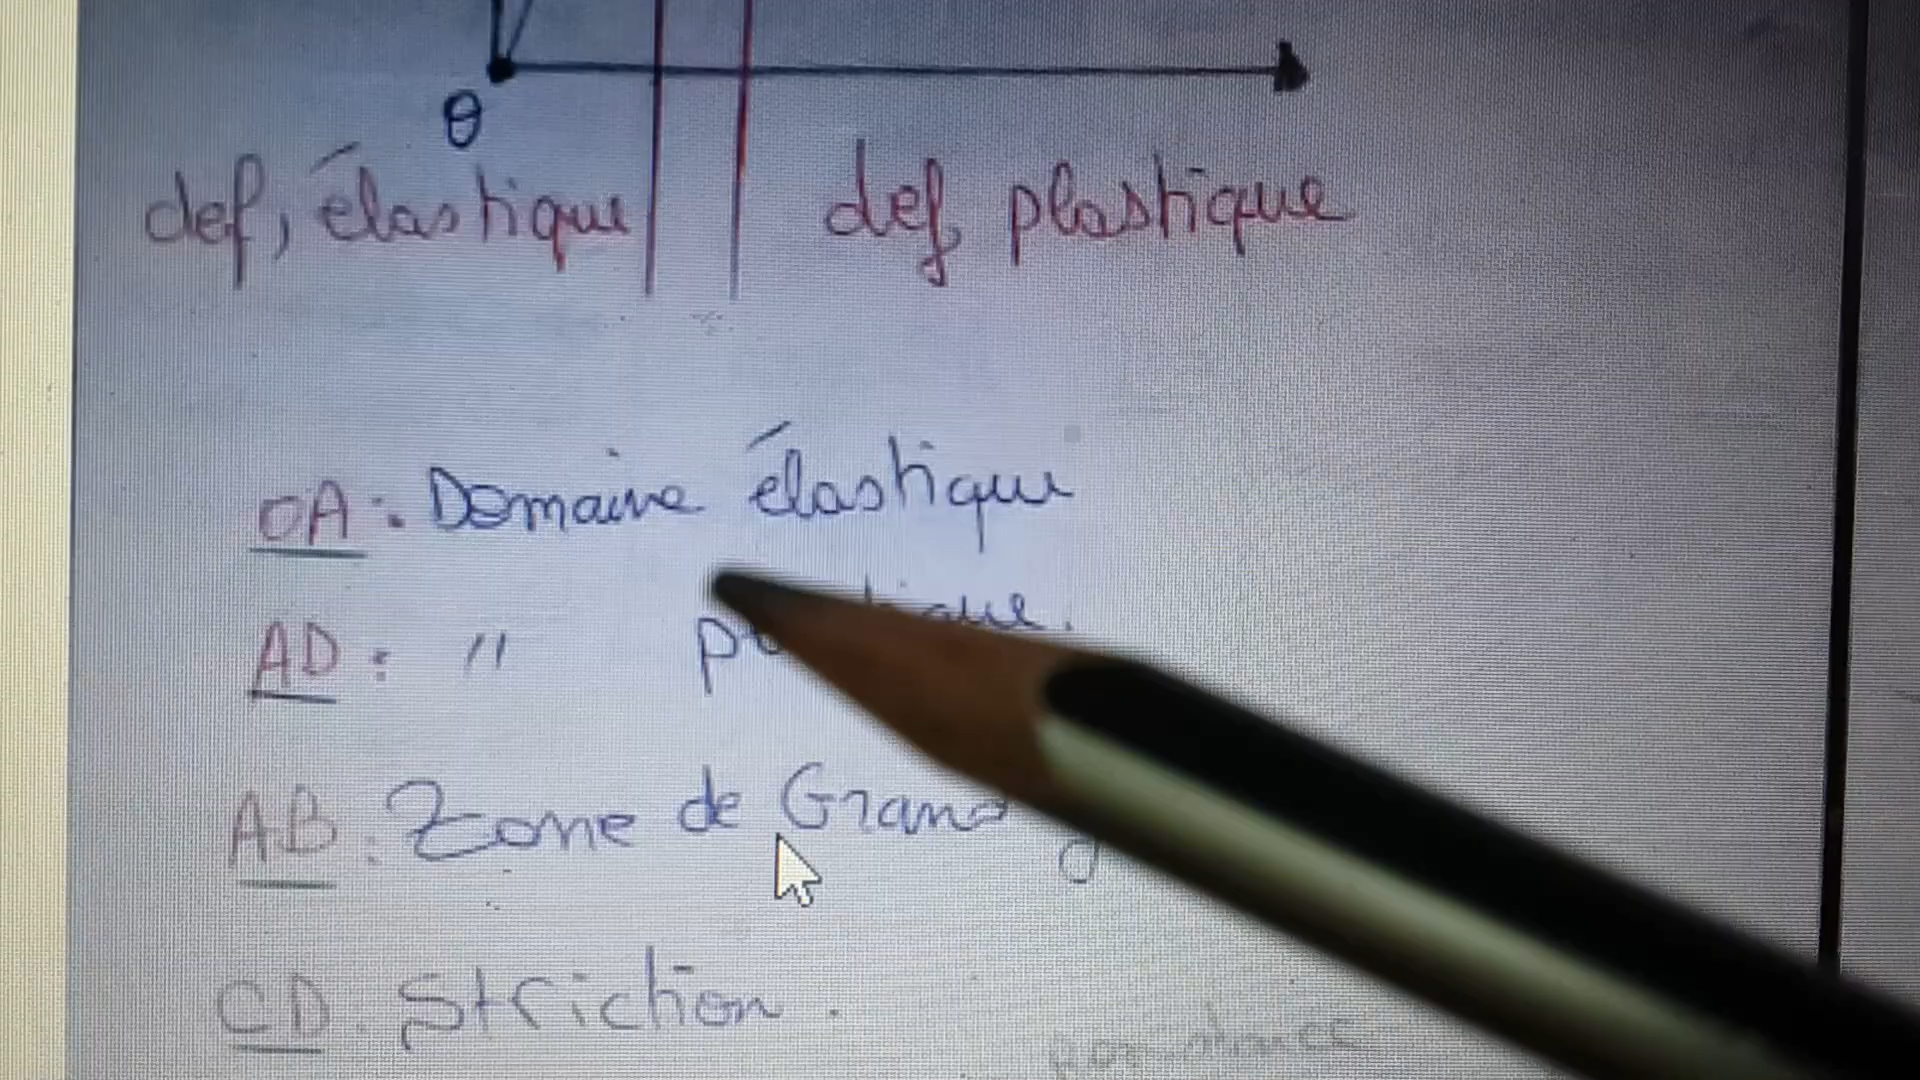 θ
def, élastique def plastique
OA : Domaine élastique
AD : "
AB : Zone de Grand
CD. Striction.